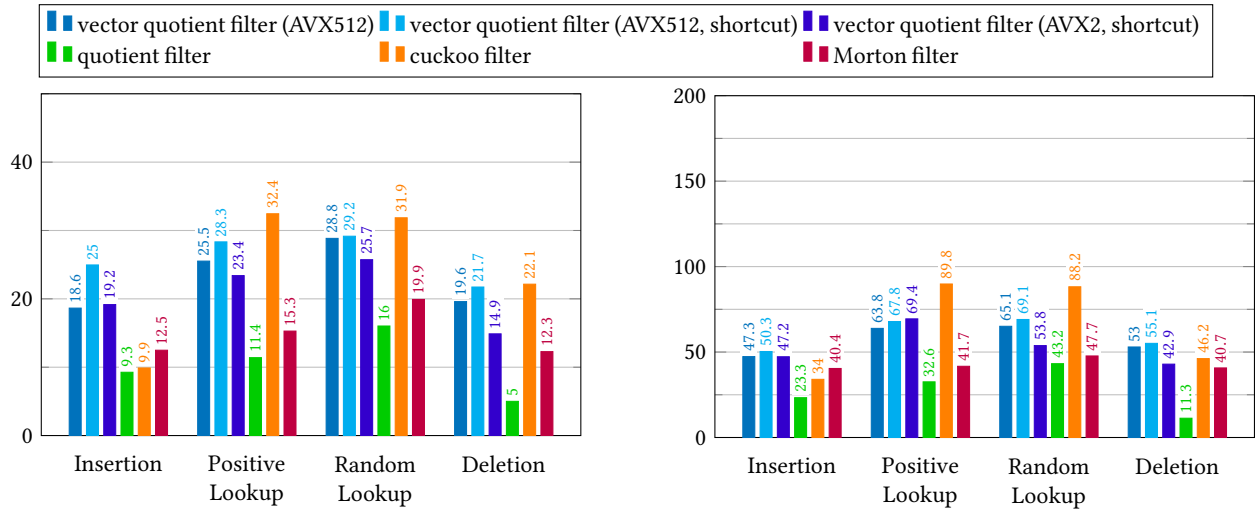 vector quotient filter (AVX512) vector quotient filter (AVX512, shortcut) vector quotient filter (AVX2, shortcut)
quotient filter cuckoo filter Morton filter
40
20
0
18.6 25 19.2 9.3 9.9 12.5
25.5 28.3 23.4 11.4 32.4 15.3
28.8 29.2 25.7 16 31.9 19.9
19.6 21.7 14.9 5 22.1 12.3
Insertion Positive Random Deletion
Lookup Lookup
200
150
100
50
0
47.3 50.3 47.2 23.3 34 40.4
63.8 67.8 69.4 32.6 89.8 41.7
65.1 69.1 53.8 43.2 88.2 47.7
53 55.1 42.9 11.3 46.2 40.7
Insertion Positive Random Deletion
Lookup Lookup